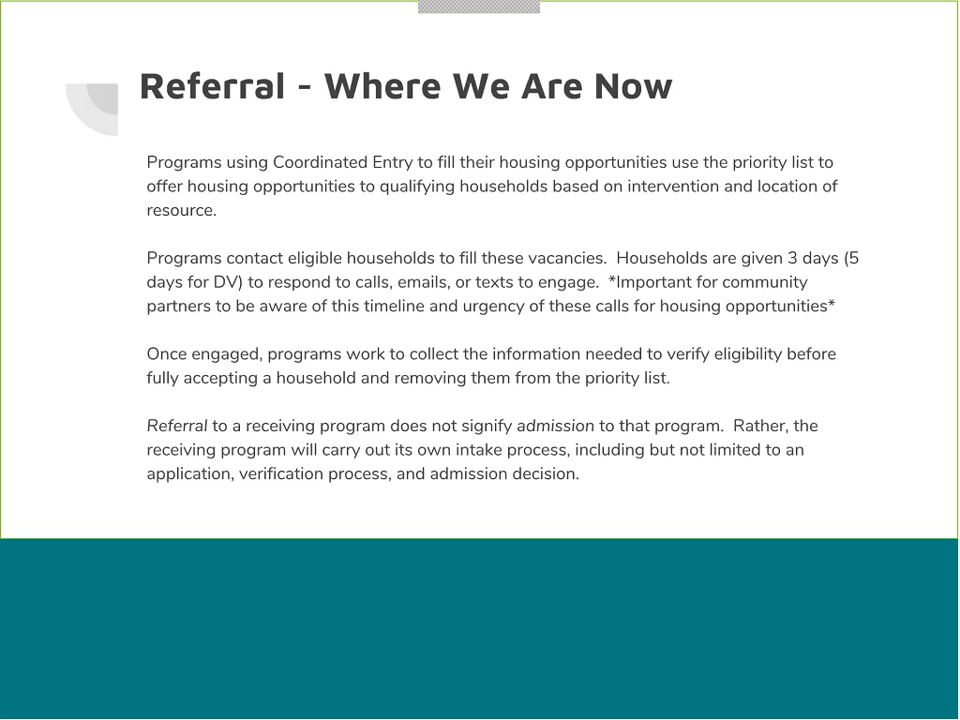 Referral - Where We Are Now
Programs using Coordinated Entry to fill their housing opportunities use the priority list to
offer housing opportunities to qualifying households based on intervention and location of
resource.
Programs contact eligible households to fill these vacancies.  Households are given 3 days (5
days for DV) to respond to calls, emails, or texts to engage.  *Important for community
partners to be aware of this timeline and urgency of these calls for housing opportunities*
Once engaged, programs work to collect the information needed to verify eligibility before
fully accepting a household and removing them from the priority list.
Referral to a receiving program does not signify admission to that program.  Rather, the
receiving program will carry out its own intake process, including but not limited to an
application, verification process, and admission decision.